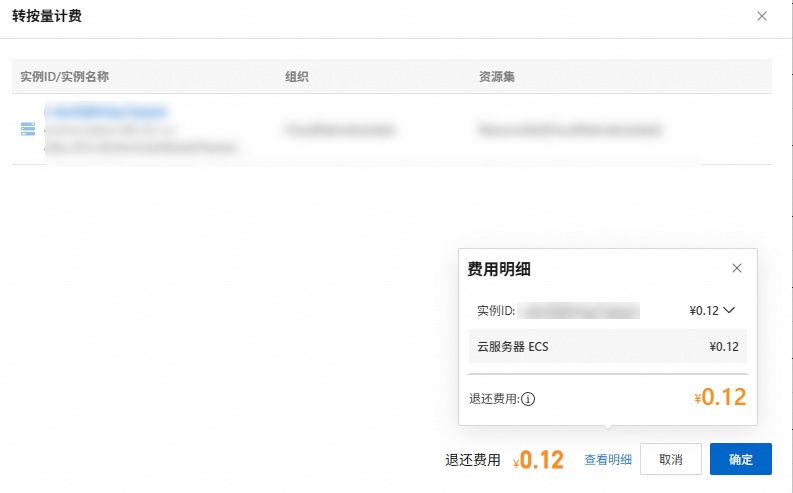 转按量计费
实例ID/实例名称 组织 资源集
费用明细
实例ID: ¥0.12
云服务器 ECS ¥0.12
退还费用: ¥0.12
退还费用 ¥0.12 查看明细 取消 确定